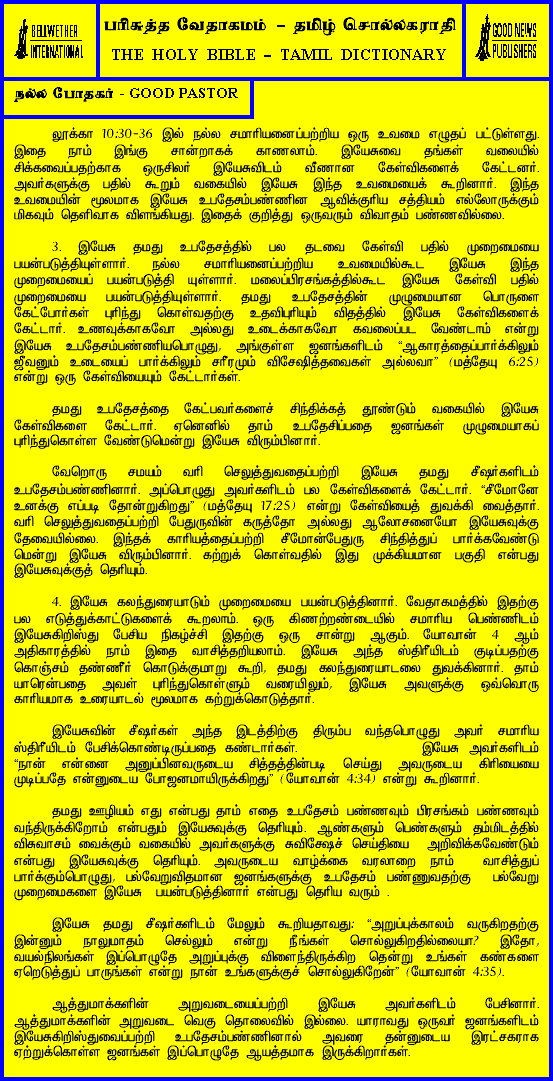 BELLWETHER
INTERNATIONAL
பரிசுத்த வேதாகமம் – தமிழ் சொல்லகராதி
THE HOLY BIBLE – TAMIL DICTIONARY
GOOD NEWS
PUBLISHERS
நல்ல போதகர் - GOOD PASTOR
லூக்கா 10:30-36 இல் நல்ல சமாரியனைப்பற்றிய ஒரு உவமை எழுதப் பட்டுள்ளது.
இதை நாம் இங்கு சான்றாகக் காணலாம். இயேசுவை தங்கள் வலையில்
சிக்கவைப்பதற்காக ஒருசிலர் இயேசுவிடம் வீணான கேள்விகளைக் கேட்டனர்.
அவர்களுக்கு பதில் கூறும் வகையில் இயேசு இந்த உவமையைக் கூறினார். இந்த
உவமையின் மூலமாக இயேசு உபதேசம்பண்ணின ஆவிக்குரிய சத்தியம் எல்லோருக்கும்
மிகவும் தெளிவாக விளங்கியது. இதைக் குறித்து ஒருவரும் விவாதம் பண்ணவில்லை.
3. இயேசு தமது உபதேசத்தில் பல தடவை கேள்வி பதில் முறைமையை
பயன்படுத்தியுள்ளார். நல்ல சமாரியனைப்பற்றிய உவமையில்கூட இயேசு இந்த
முறைமையைப் பயன்படுத்தி யுள்ளார். மலைப்பிரசங்கத்தில்கூட இயேசு கேள்வி பதில்
முறைமையை பயன்படுத்தியுள்ளார். தமது உபதேசத்தின் முழுமையான பொருளை
கேட்போர்கள் புரிந்து கொள்வதற்கு உதவிபுரியும் விதத்தில் இயேசு கேள்விகளைக்
கேட்டார். உணவுக்காகவோ அல்லது உடைக்காகவோ கவலைப்பட வேண்டாம் என்று
இயேசு உபதேசம்பண்ணியபொழுது, அங்குள்ள ஜனங்களிடம் “ஆகாரத்தைப்பார்க்கிலும்
ஜீவனும் உடையைப் பார்க்கிலும் சரீரமும் விசேஷித்தவைகள் அல்லவா” (மத்தேயு 6:25)
என்று ஒரு கேள்வியையும் கேட்டார்கள்.
தமது உபதேசத்தை கேட்பவர்களைச் சிந்திக்கத் தூண்டும் வகையில் இயேசு
கேள்விகளை கேட்டார். ஏனெனில் தாம் உபதேசிப்பதை ஜனங்கள் முழுமையாகப்
புரிந்துகொள்ள வேண்டுமென்று இயேசு விரும்பினார்.
வேறொரு சமயம் வரி செலுத்துவதைப்பற்றி இயேசு தமது சீஷர்களிடம்
உபதேசம்பண்ணினார். அப்பொழுது அவர்களிடம் பல கேள்விகளைக் கேட்டார். “சீமோனே
உனக்கு எப்படி தோன்றுகிறது” (மத்தேயு 17:25) என்று கேள்வியைத் துவக்கி வைத்தார்.
வரி செலுத்துவதைப்பற்றி பேதுருவின் கருத்தோ அல்லது ஆலோசனையோ இயேசுவுக்கு
தேவையில்லை. இந்தக் காரியத்தைப்பற்றி சீமோன்பேதுரு சிந்தித்துப் பார்க்கவேண்டு
மென்று இயேசு விரும்பினார். கற்றுக் கொள்வதில் இது முக்கியமான பகுதி என்பது
இயேசுவுக்குத் தெரியும்.
4. இயேசு கலந்துரையாடும் முறைமையை பயன்படுத்தினார். வேதாகமத்தில் இதற்கு
பல எடுத்துக்காட்டுகளைக் கூறலாம். ஒரு கிணற்றண்டையில் சமாரிய பெண்ணிடம்
இயேசுகிறிஸ்து பேசிய நிகழ்ச்சி இதற்கு ஒரு சான்று ஆகும். யோவான் 4 ஆம்
அதிகாரத்தில் நாம் இதை வாசித்தறியலாம். இயேசு அந்த ஸ்திரீயிடம் குடிப்பதற்கு
கொஞ்சம் தண்ணீர் கொடுக்குமாறு கூறி, தமது கலந்துரையாடலை துவக்கினார். தாம்
யாரென்பதை அவள் புரிந்துகொள்ளும் வரையிலும், இயேசு அவளுக்கு ஒவ்வொரு
காரியமாக உரையாடல் மூலமாக கற்றுக்கொடுத்தார்.
இயேசுவின் சீஷர்கள் அந்த இடத்திற்கு திரும்ப வந்தபொழுது அவர் சமாரிய
ஸ்திரீயிடம் பேசிக்கொண்டிருப்பதை கண்டார்கள். இயேசு அவர்களிடம்
“நான் என்னை அனுப்பினவருடைய சித்தத்தின்படி செய்து அவருடைய கிரியையை
முடிப்பதே என்னுடைய போஜனமாயிருக்கிறது” (யோவான் 4:34) என்று கூறினார்.
தமது ஊழியம் எது என்பது தாம் எதை உபதேசம் பண்ணவும் பிரசங்கம் பண்ணவும்
வந்திருக்கிறோம் என்பதும் இயேசுவுக்கு தெரியும். ஆண்களும் பெண்களும் தம்மிடத்தில்
விசுவாசம் வைக்கும் வகையில் அவர்களுக்கு சுவிசேஷச் செய்தியை அறிவிக்கவேண்டும்
என்பது இயேசுவுக்கு தெரியும். அவருடைய வாழ்க்கை வரலாறை நாம் வாசித்துப்
பார்க்கும்பொழுது, பல்வேறுவிதமான ஜனங்களுக்கு உபதேசம் பண்ணுவதற்கு பல்வேறு
முறைமைகளை இயேசு பயன்படுத்தினார் என்பது தெரிய வரும் .
இயேசு தமது சீஷர்களிடம் மேலும் கூறியதாவது: “அறுப்புக்காலம் வருகிறதற்கு
இன்னும் நாலுமாதம் செல்லும் என்று நீங்கள் சொல்லுகிறதில்லையா? இதோ,
வயல்நிலங்கள் இப்பொழுதே அறுப்புக்கு விளைந்திருக்கிற தென்று உங்கள் கண்களை
ஏறெடுத்துப் பாருங்கள் என்று நான் உங்களுக்குச் சொல்லுகிறேன்” (யோவான் 4:35).
ஆத்துமாக்களின் அறுவடையைப்பற்றி இயேசு அவர்களிடம் பேசினார்.
ஆத்துமாக்களின் அறுவடை வெகு தொலைவில் இல்லை. யாராவது ஒருவர் ஜனங்களிடம்
இயேசுகிறிஸ்துவைப்பற்றி உபதேசம்பண்ணினால் அவரை தன்னுடைய இரட்சகராக
ஏற்றுக்கொள்ள ஜனங்கள் இப்பொழுதே ஆயத்தமாக இருக்கிறார்கள்.